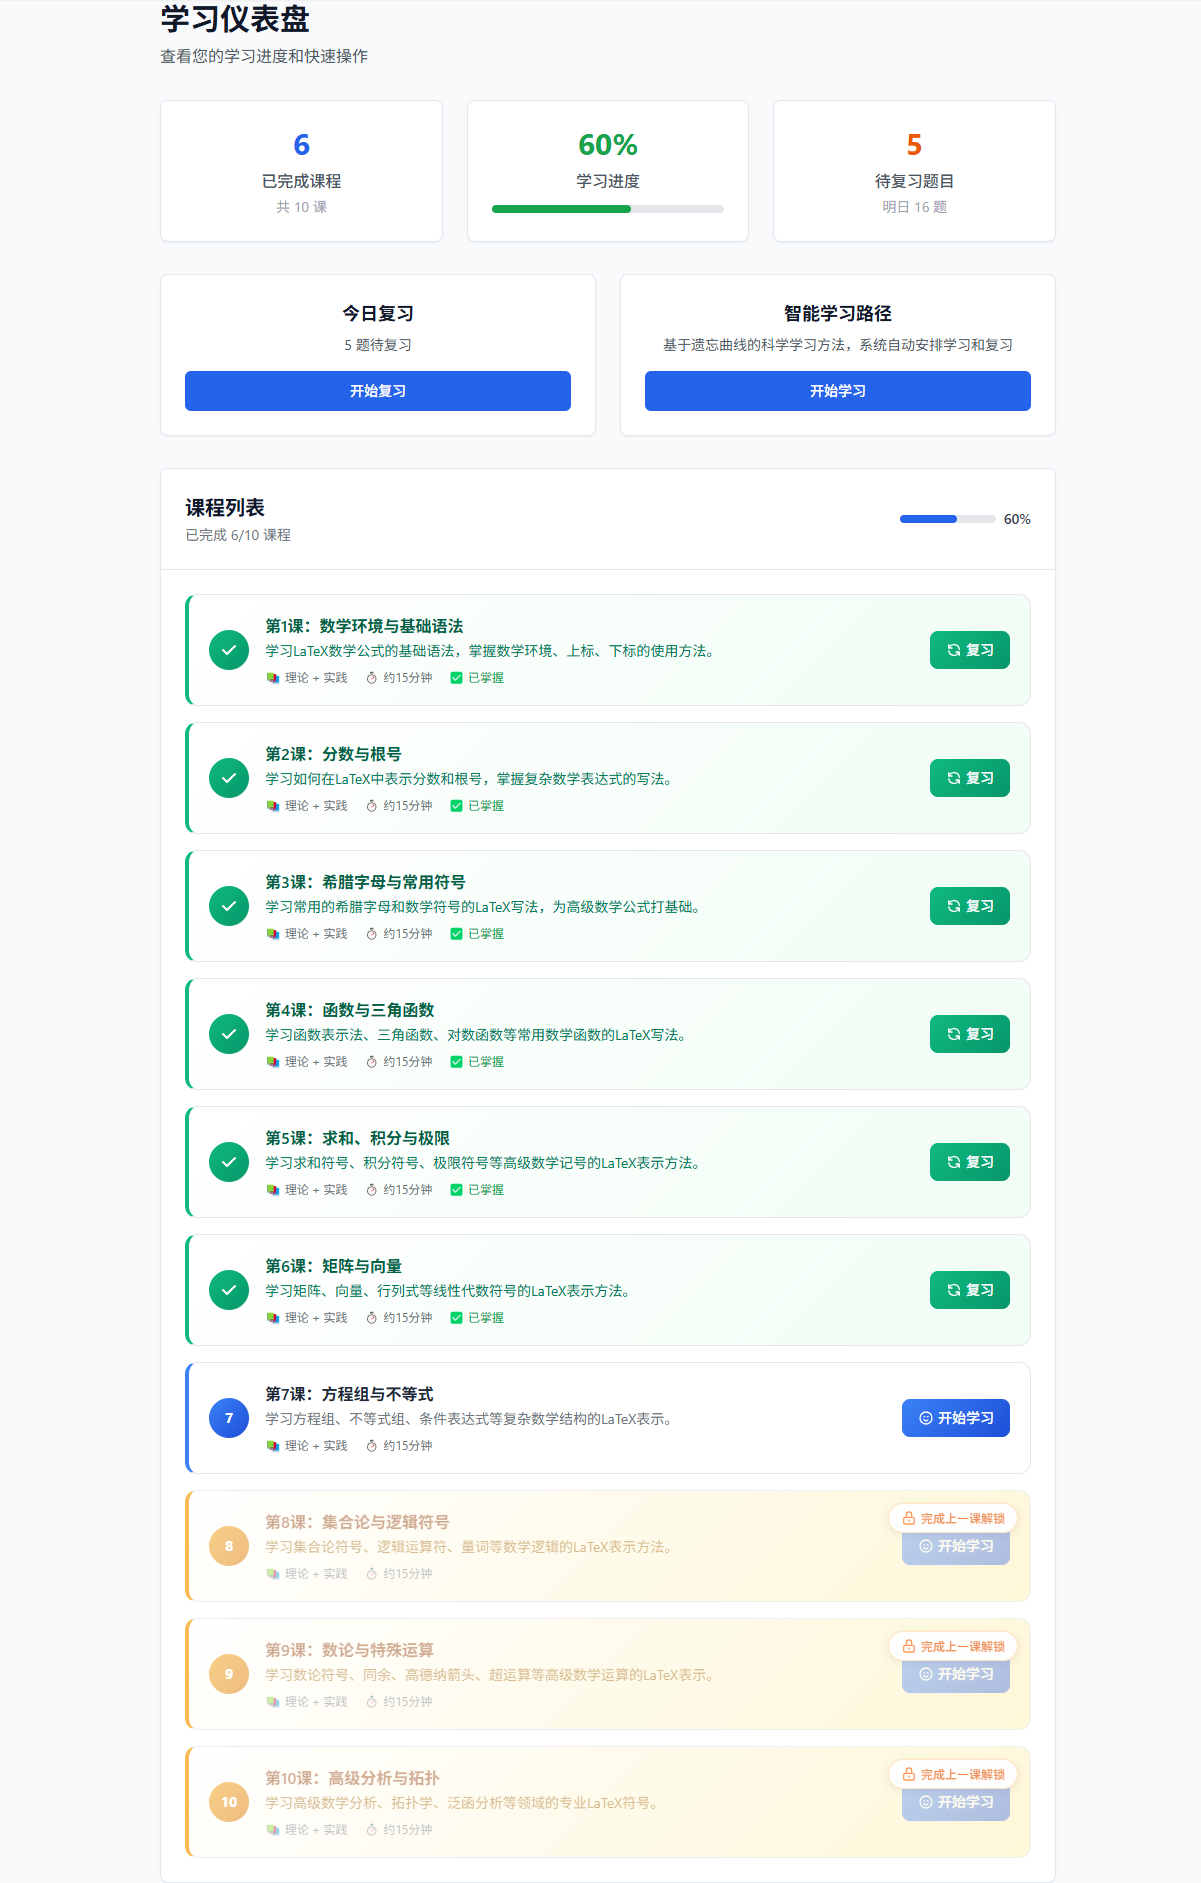 学习仪表盘
查看您的学习进度和快速操作
6
已完成课程
共 10 课
60%
学习进度
5
待复习题目
明日 16 题
今日复习
5 题待复习
开始复习
智能学习路径
基于遗忘曲线的科学学习方法，系统自动安排学习和复习
开始学习
课程列表
已完成 6/10 课程
60%
第1课：数学环境与基础语法
学习LaTeX数学公式的基础语法，掌握数学环境、上标、下标的使用方法。
理论 + 实践 约15分钟 已掌握
复习
第2课：分数与根号
学习如何在LaTeX中表示分数和根号，掌握复杂数学表达式的写法。
理论 + 实践 约15分钟 已掌握
复习
第3课：希腊字母与常用符号
学习常用的希腊字母和数学符号的LaTeX写法，为高级数学公式打基础。
理论 + 实践 约15分钟 已掌握
复习
第4课：函数与三角函数
学习函数表示法、三角函数、对数函数等常用数学函数的LaTeX写法。
理论 + 实践 约15分钟 已掌握
复习
第5课：求和、积分与极限
学习求和符号、积分符号、极限符号等高级数学记号的LaTeX表示方法。
理论 + 实践 约15分钟 已掌握
复习
第6课：矩阵与向量
学习矩阵、向量、行列式等线性代数符号的LaTeX表示方法。
理论 + 实践 约15分钟 已掌握
复习
7
第7课：方程组与不等式
学习方程组、不等式组、条件表达式等复杂数学结构的LaTeX表示。
理论 + 实践 约15分钟
开始学习
8
第8课：集合论与逻辑符号
学习集合论符号、逻辑运算符、量词等数学逻辑的LaTeX表示方法。
理论 + 实践 约15分钟
完成上一课解锁
开始学习
9
第9课：数论与特殊运算
学习数论符号、同余、高德纳箭头、超运算等高级数学运算的LaTeX表示。
理论 + 实践 约15分钟
完成上一课解锁
开始学习
10
第10课：高级分析与拓扑
学习高级数学分析、拓扑学、泛函分析等领域的专业LaTeX符号。
理论 + 实践 约15分钟
完成上一课解锁
开始学习